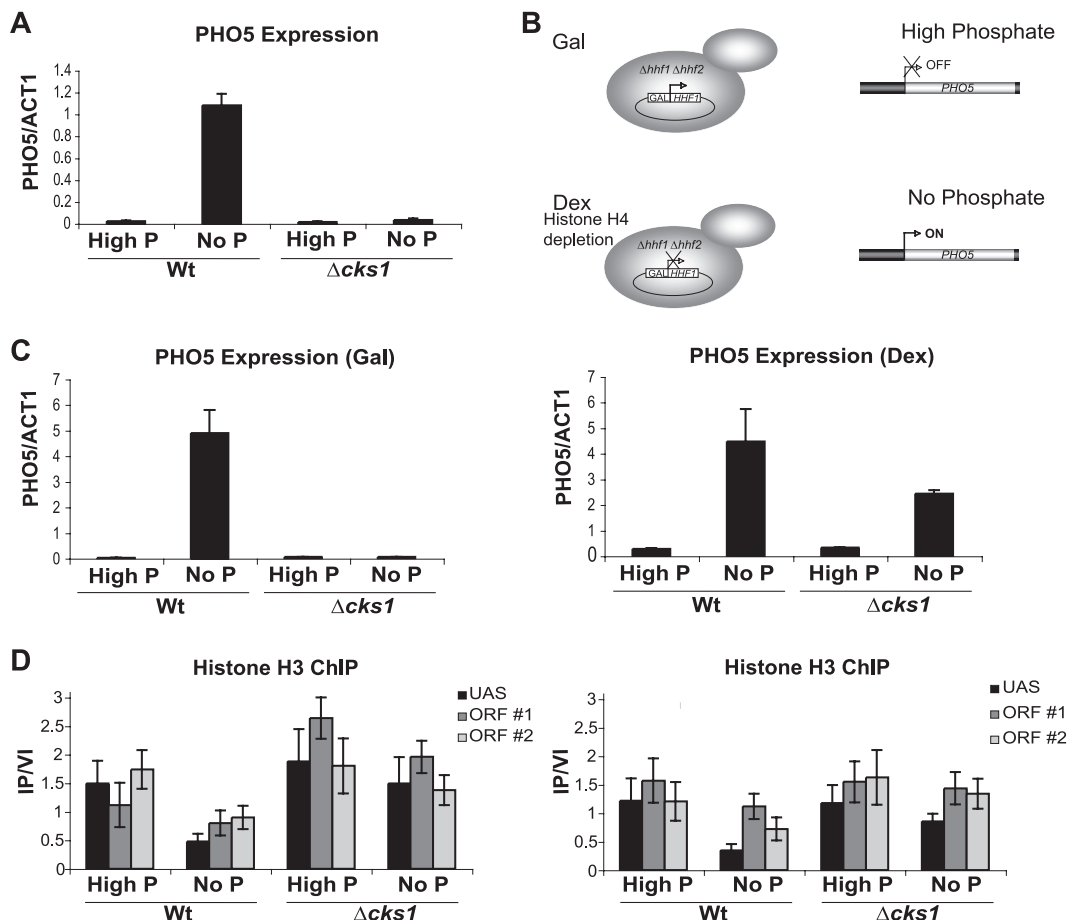 A
PHO5 Expression
PHO5/ACT1
1.4
1.2
1
0.8
0.6
0.4
0.2
0
High P
No P
High P
No P
Wt
Δcks1
B
Gal
Δhhf1 Δhhf2
GAL HHF1
High Phosphate
OFF
PHO5
Dex
Histone H4
depletion
Δhhf1 Δhhf2
GAL HHF1
No Phosphate
ON
PHO5
C
PHO5 Expression (Gal)
PHO5/ACT1
7
6
5
4
3
2
1
0
High P
No P
High P
No P
Wt
Δcks1
PHO5 Expression (Dex)
PHO5/ACT1
7
6
5
4
3
2
1
0
High P
No P
High P
No P
Wt
Δcks1
D
Histone H3 ChIP
UAS
ORF #1
ORF #2
IP/VI
3
2.5
2
1.5
1
0.5
0
High P
No P
High P
No P
Wt
Δcks1
Histone H3 ChIP
UAS
ORF #1
ORF #2
IP/VI
3
2.5
2
1.5
1
0.5
0
High P
No P
High P
No P
Wt
Δcks1